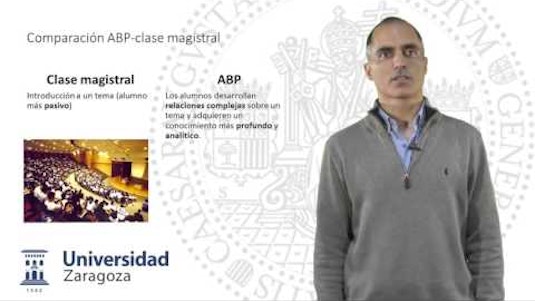 Comparación ABP-clase magistral
Clase magistral
Introducción a un tema (alumno
más pasivo)
ABP
Los alumnos desarrollan
relaciones complejas sobre un
tema y adquieren un
conocimiento más profundo y
analítico.
Universidad
Zaragoza
1542